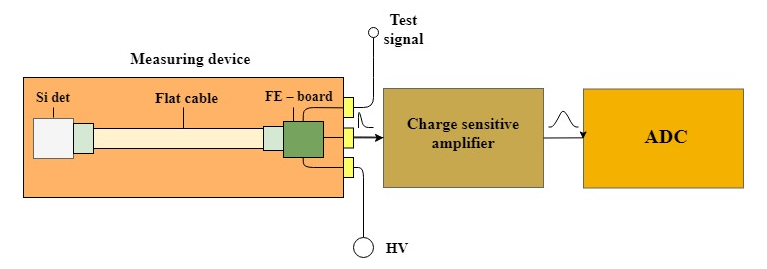 Test
signal
Measuring device
Si det
Flat cable
FE – board
Charge sensitive
amplifier
ADC
HV